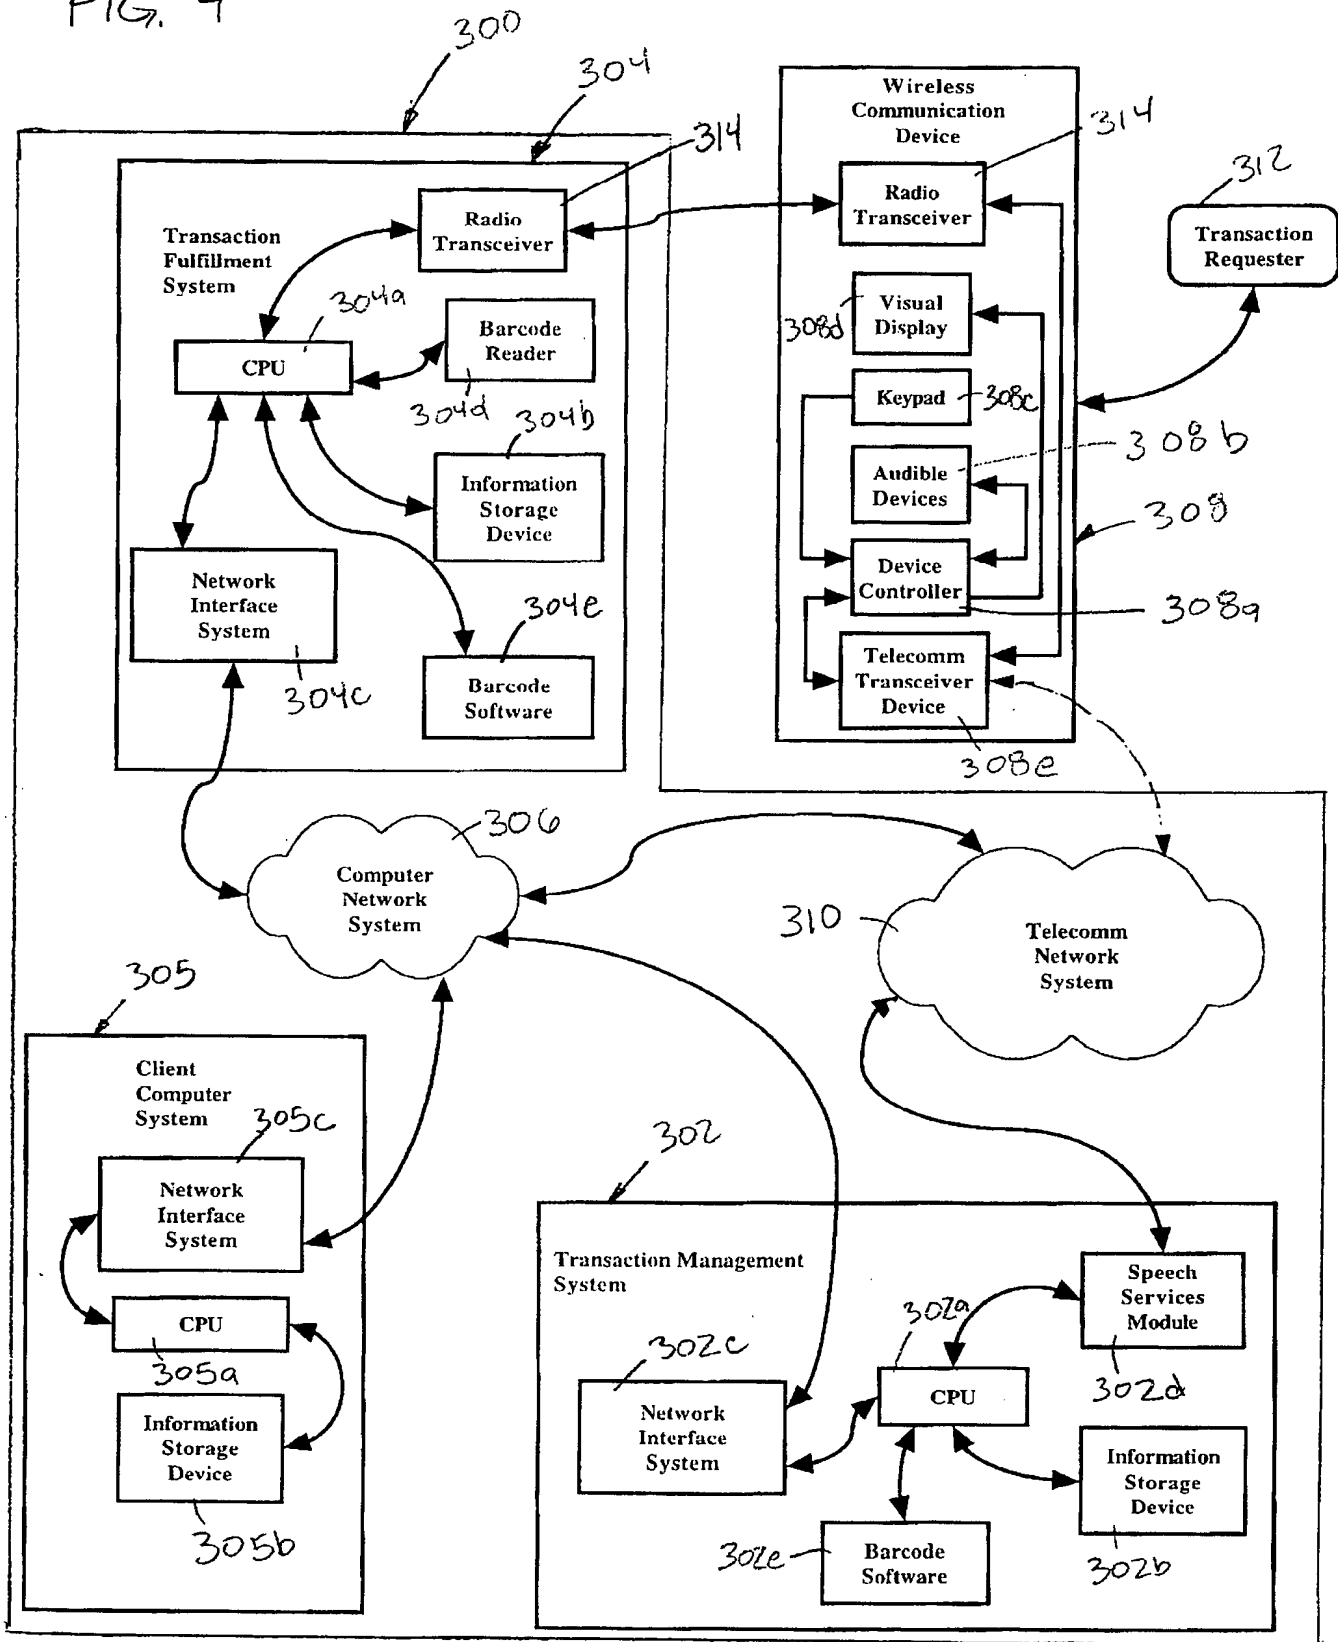 FIG. 4
300
304
314
Transaction
Fulfillment
System
Radio
Transceiver
304a
CPU
Barcode
Reader
304d
304b
Information
Storage
Device
Network
Interface
System
304c
304e
Barcode
Software
Wireless
Communication
Device
314
Radio
Transceiver
308d
Visual
Display
Keypad
308c
308b
Audible
Devices
308
Device
Controller
308a
Telecomm
Transceiver
Device
308e
312
Transaction
Requester
306
Computer
Network
System
310
Telecomm
Network
System
305
Client
Computer
System
305c
Network
Interface
System
CPU
305a
Information
Storage
Device
305b
302
Transaction Management
System
302c
Network
Interface
System
302a
CPU
Speech
Services
Module
302d
Information
Storage
Device
302b
302e
Barcode
Software